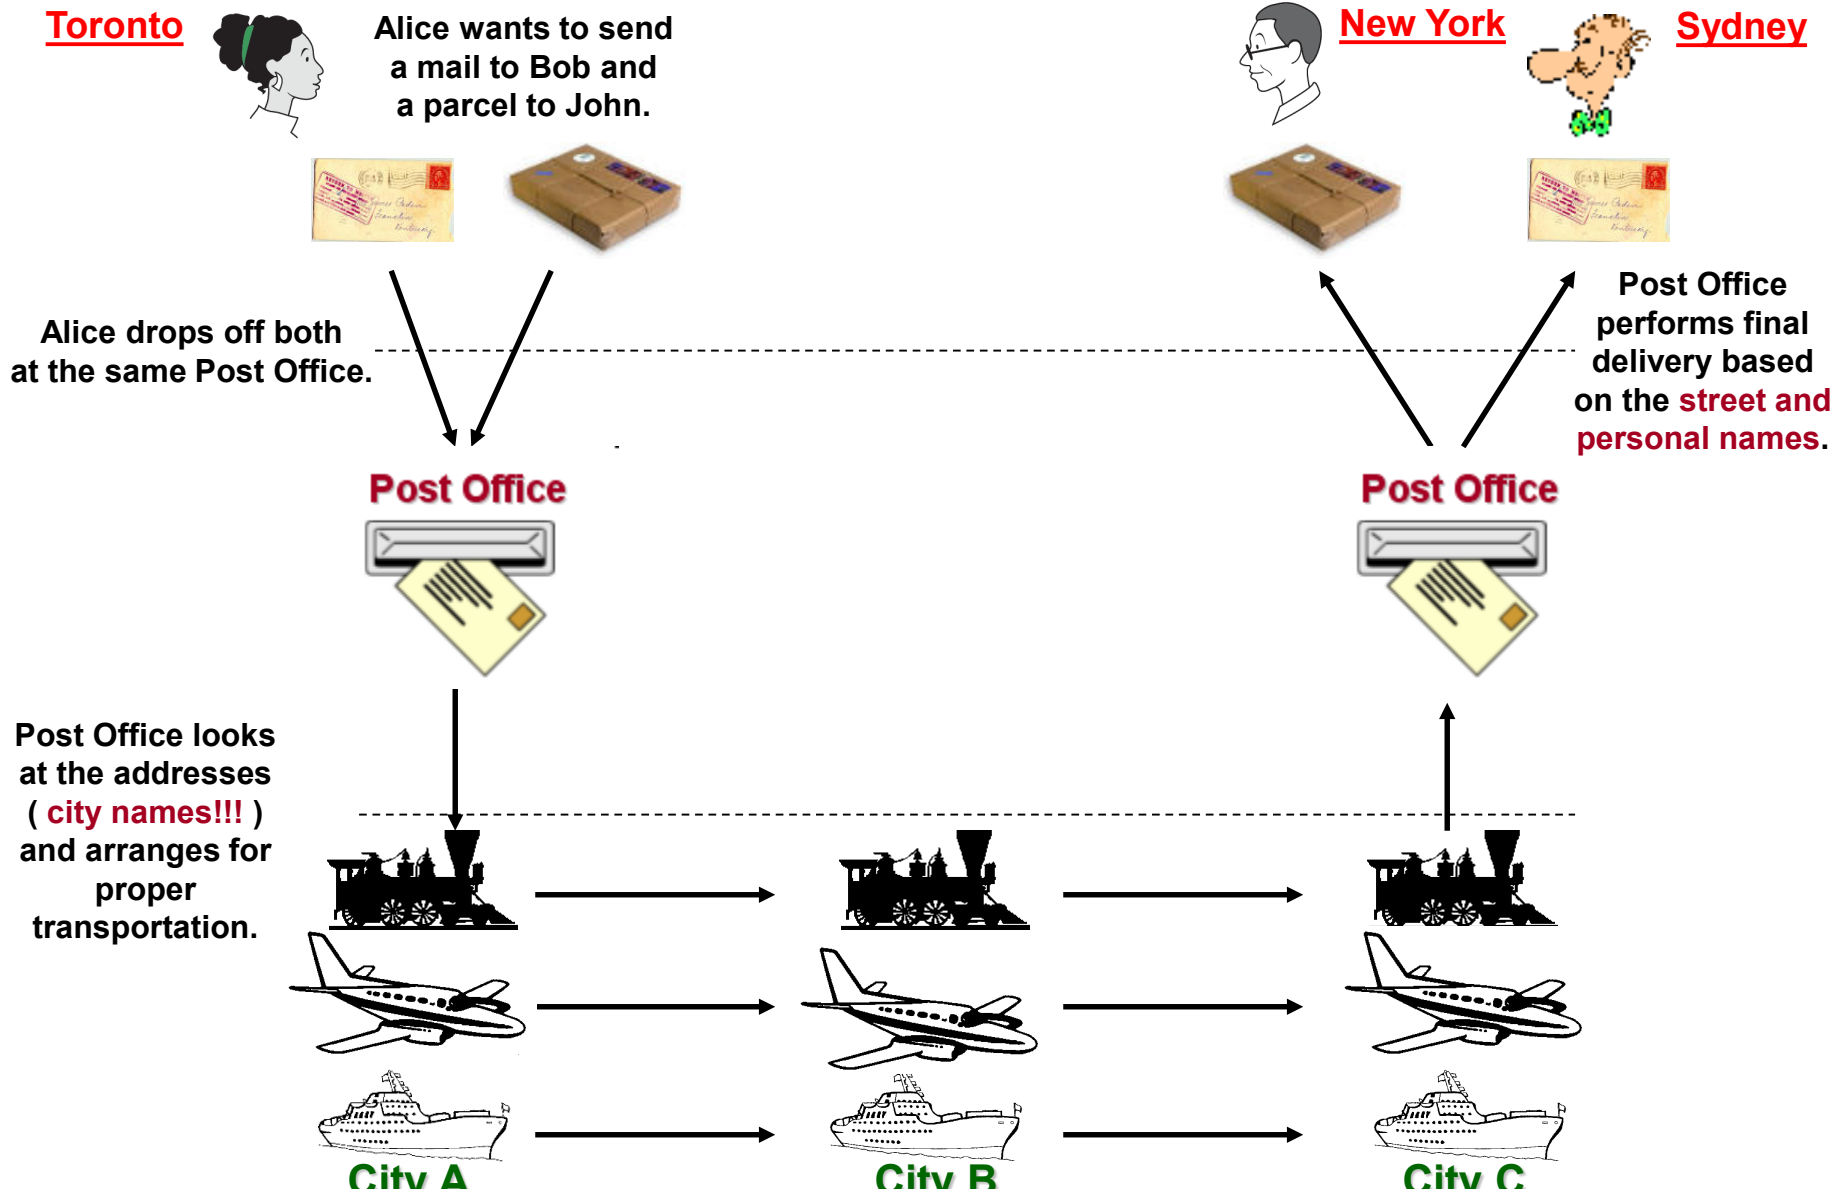 Toronto
Alice wants to send
a mail to Bob and
a parcel to John.
New York
Sydney
Alice drops off both
at the same Post Office.
Post Office
performs final
delivery based
on the street and
personal names.
Post Office
Post Office
Post Office looks
at the addresses
( city names!!! )
and arranges for
proper
transportation.
City A
City B
City C